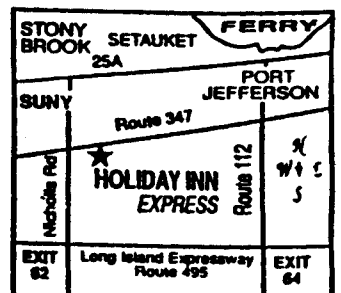 STONY
BROOK
SETAUKET
FERRY
25A
SUNY
PORT
JEFFERSON
Route 347
Nicholls Rd
HOLIDAY INN
EXPRESS
Route 112
N
W + E
S
EXIT
62
Long Island Expressway
Route 495
EXIT
64